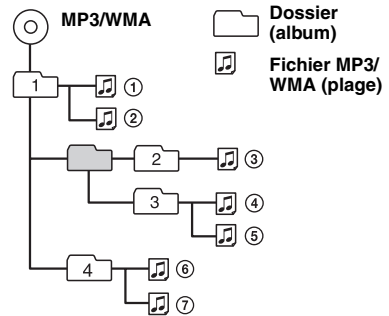 MP3/WMA
Dossier
(album)
Fichier MP3/
WMA (plage)
1
①
②
2
③
3
④
⑤
4
⑥
⑦